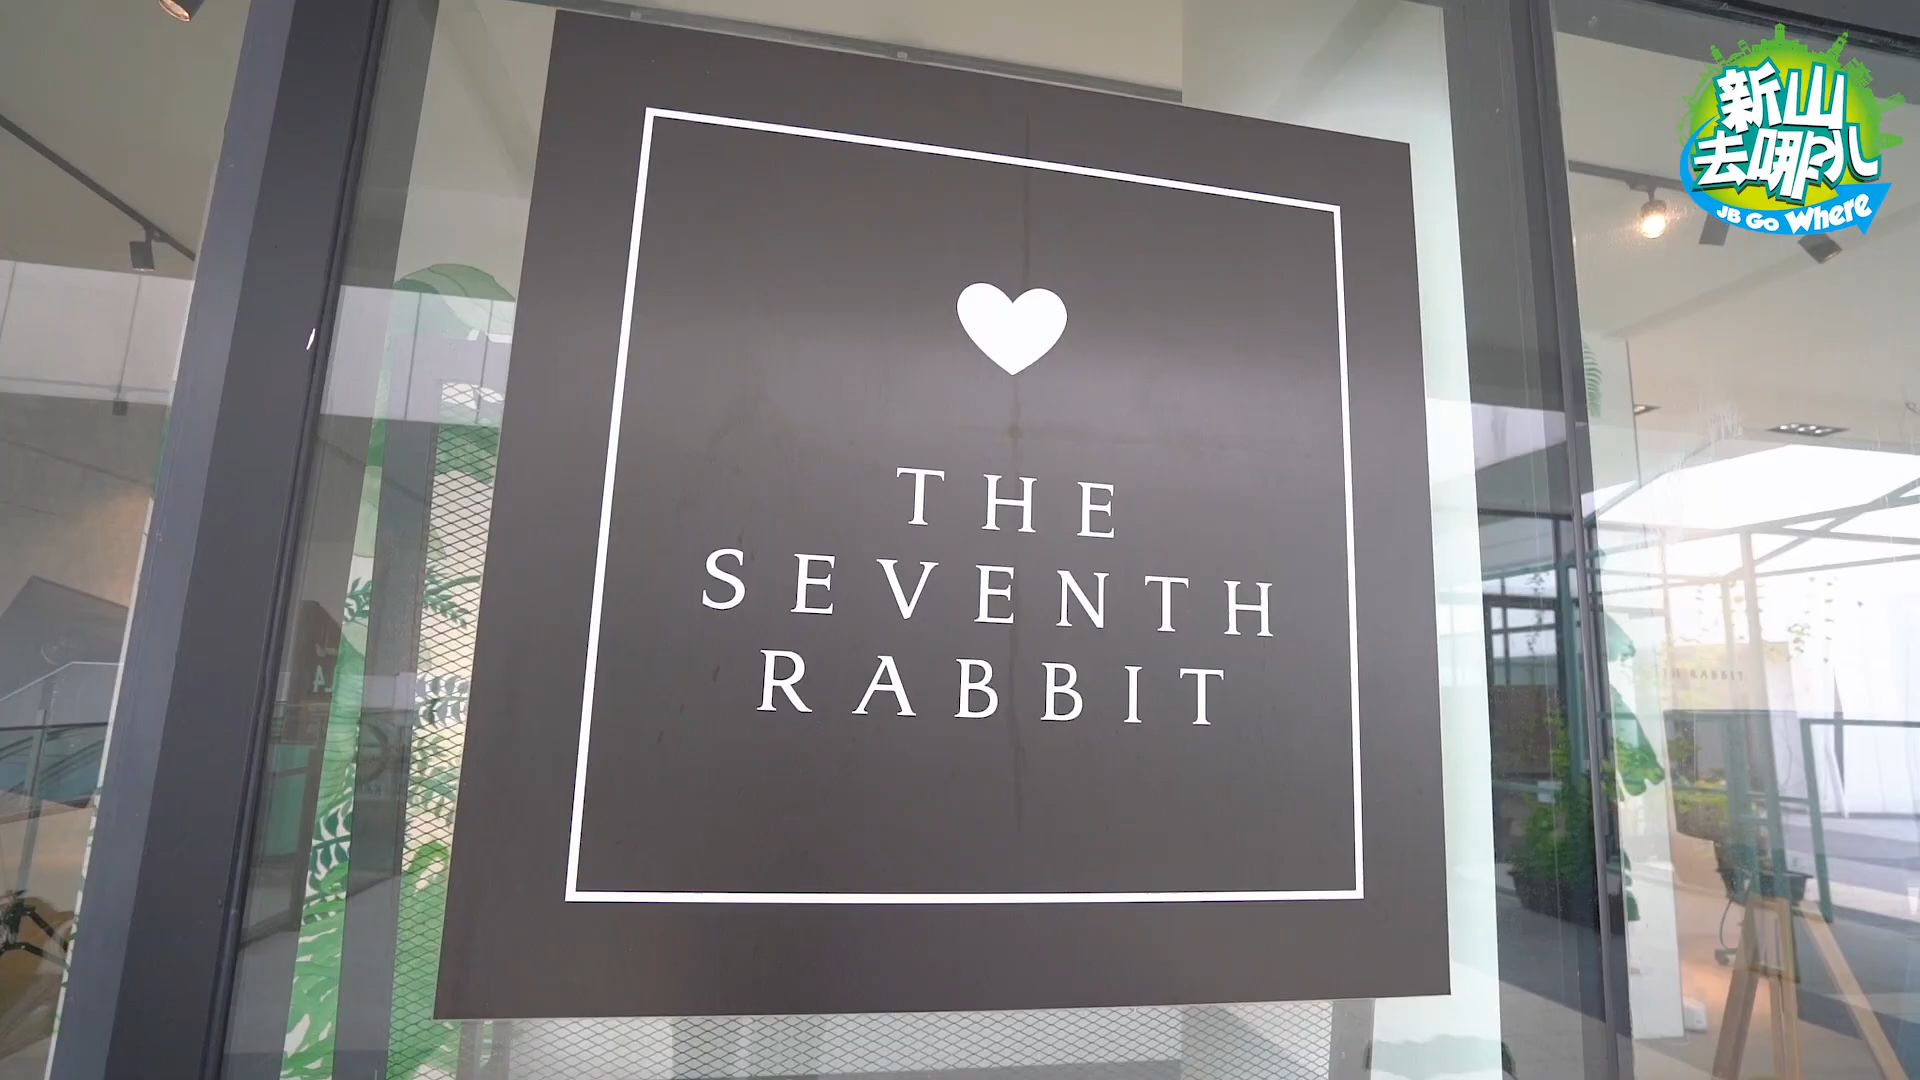 新山
去哪儿
JB Go Where
THE
SEVENTH
RABBIT